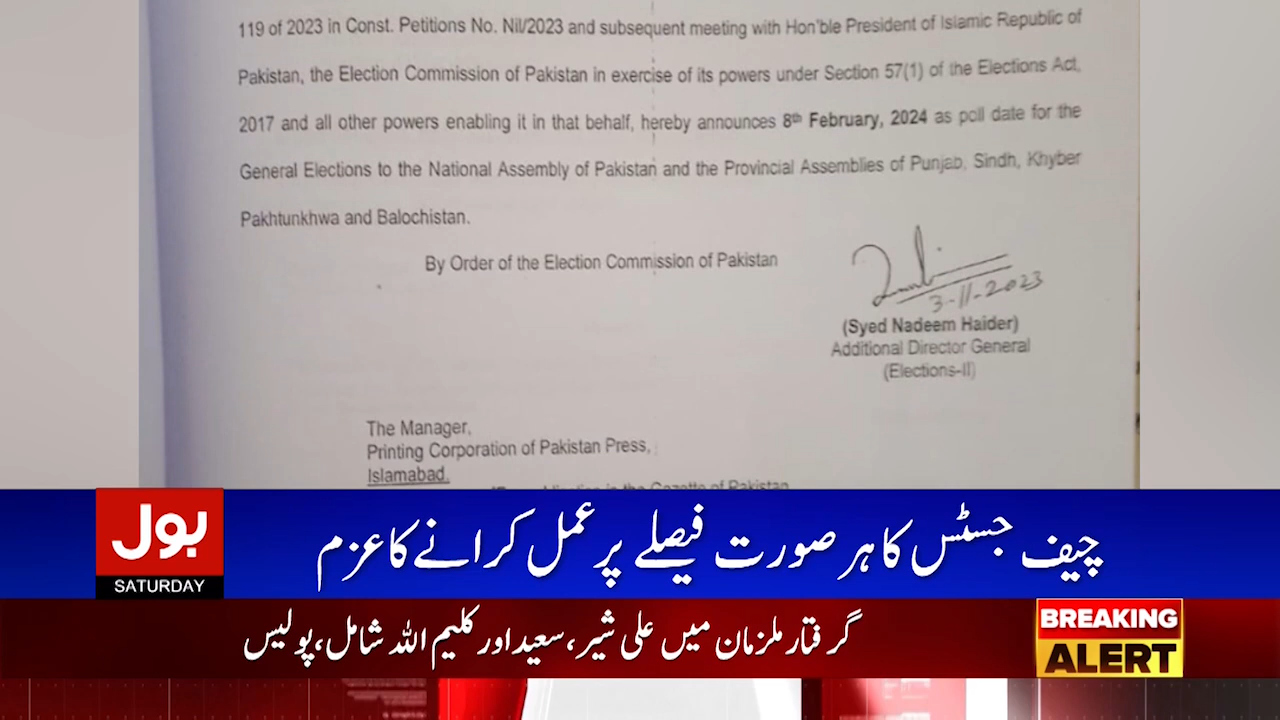 119 of 2023 in Const. Petitions No. Nil/2023 and subsequent meeting with Hon'ble President of Islamic Republic of
Pakistan, the Election Commission of Pakistan in exercise of its powers under Section 57(1) of the Elections Act,
2017 and all other powers enabling it in that behalf, hereby announces 8th February, 2024 as poll date for the
General Elections to the National Assembly of Pakistan and the Provincial Assemblies of Punjab, Sindh, Khyber
Pakhtunkhwa and Balochistan.
By Order of the Election Commission of Pakistan
3-11-2023
(Syed Nadeem Haider)
Additional Director General
(Elections-II)
The Manager,
Printing Corporation of Pakistan Press,
Islamabad.
in the Gazette of Pakistan
بول
SATURDAY
چیف جسٹس کا ہر صورت فیصلے پر عمل کرانے کا عزم
گرفتار ملزمان میں علی شیر، سعید اور کلیم اللہ شامل، پولیس
BREAKING
ALERT